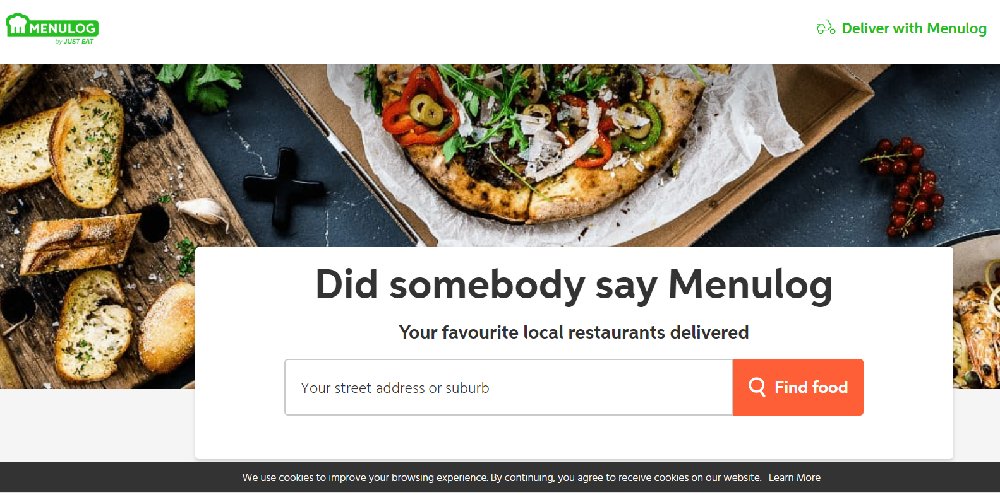 MENULOG
by JUST EAT
Deliver with Menulog
Did somebody say Menulog
Your favourite local restaurants delivered
Your street address or suburb
Find food
We use cookies to improve your browsing experience. By continuing, you agree to receive cookies on our website. Learn More